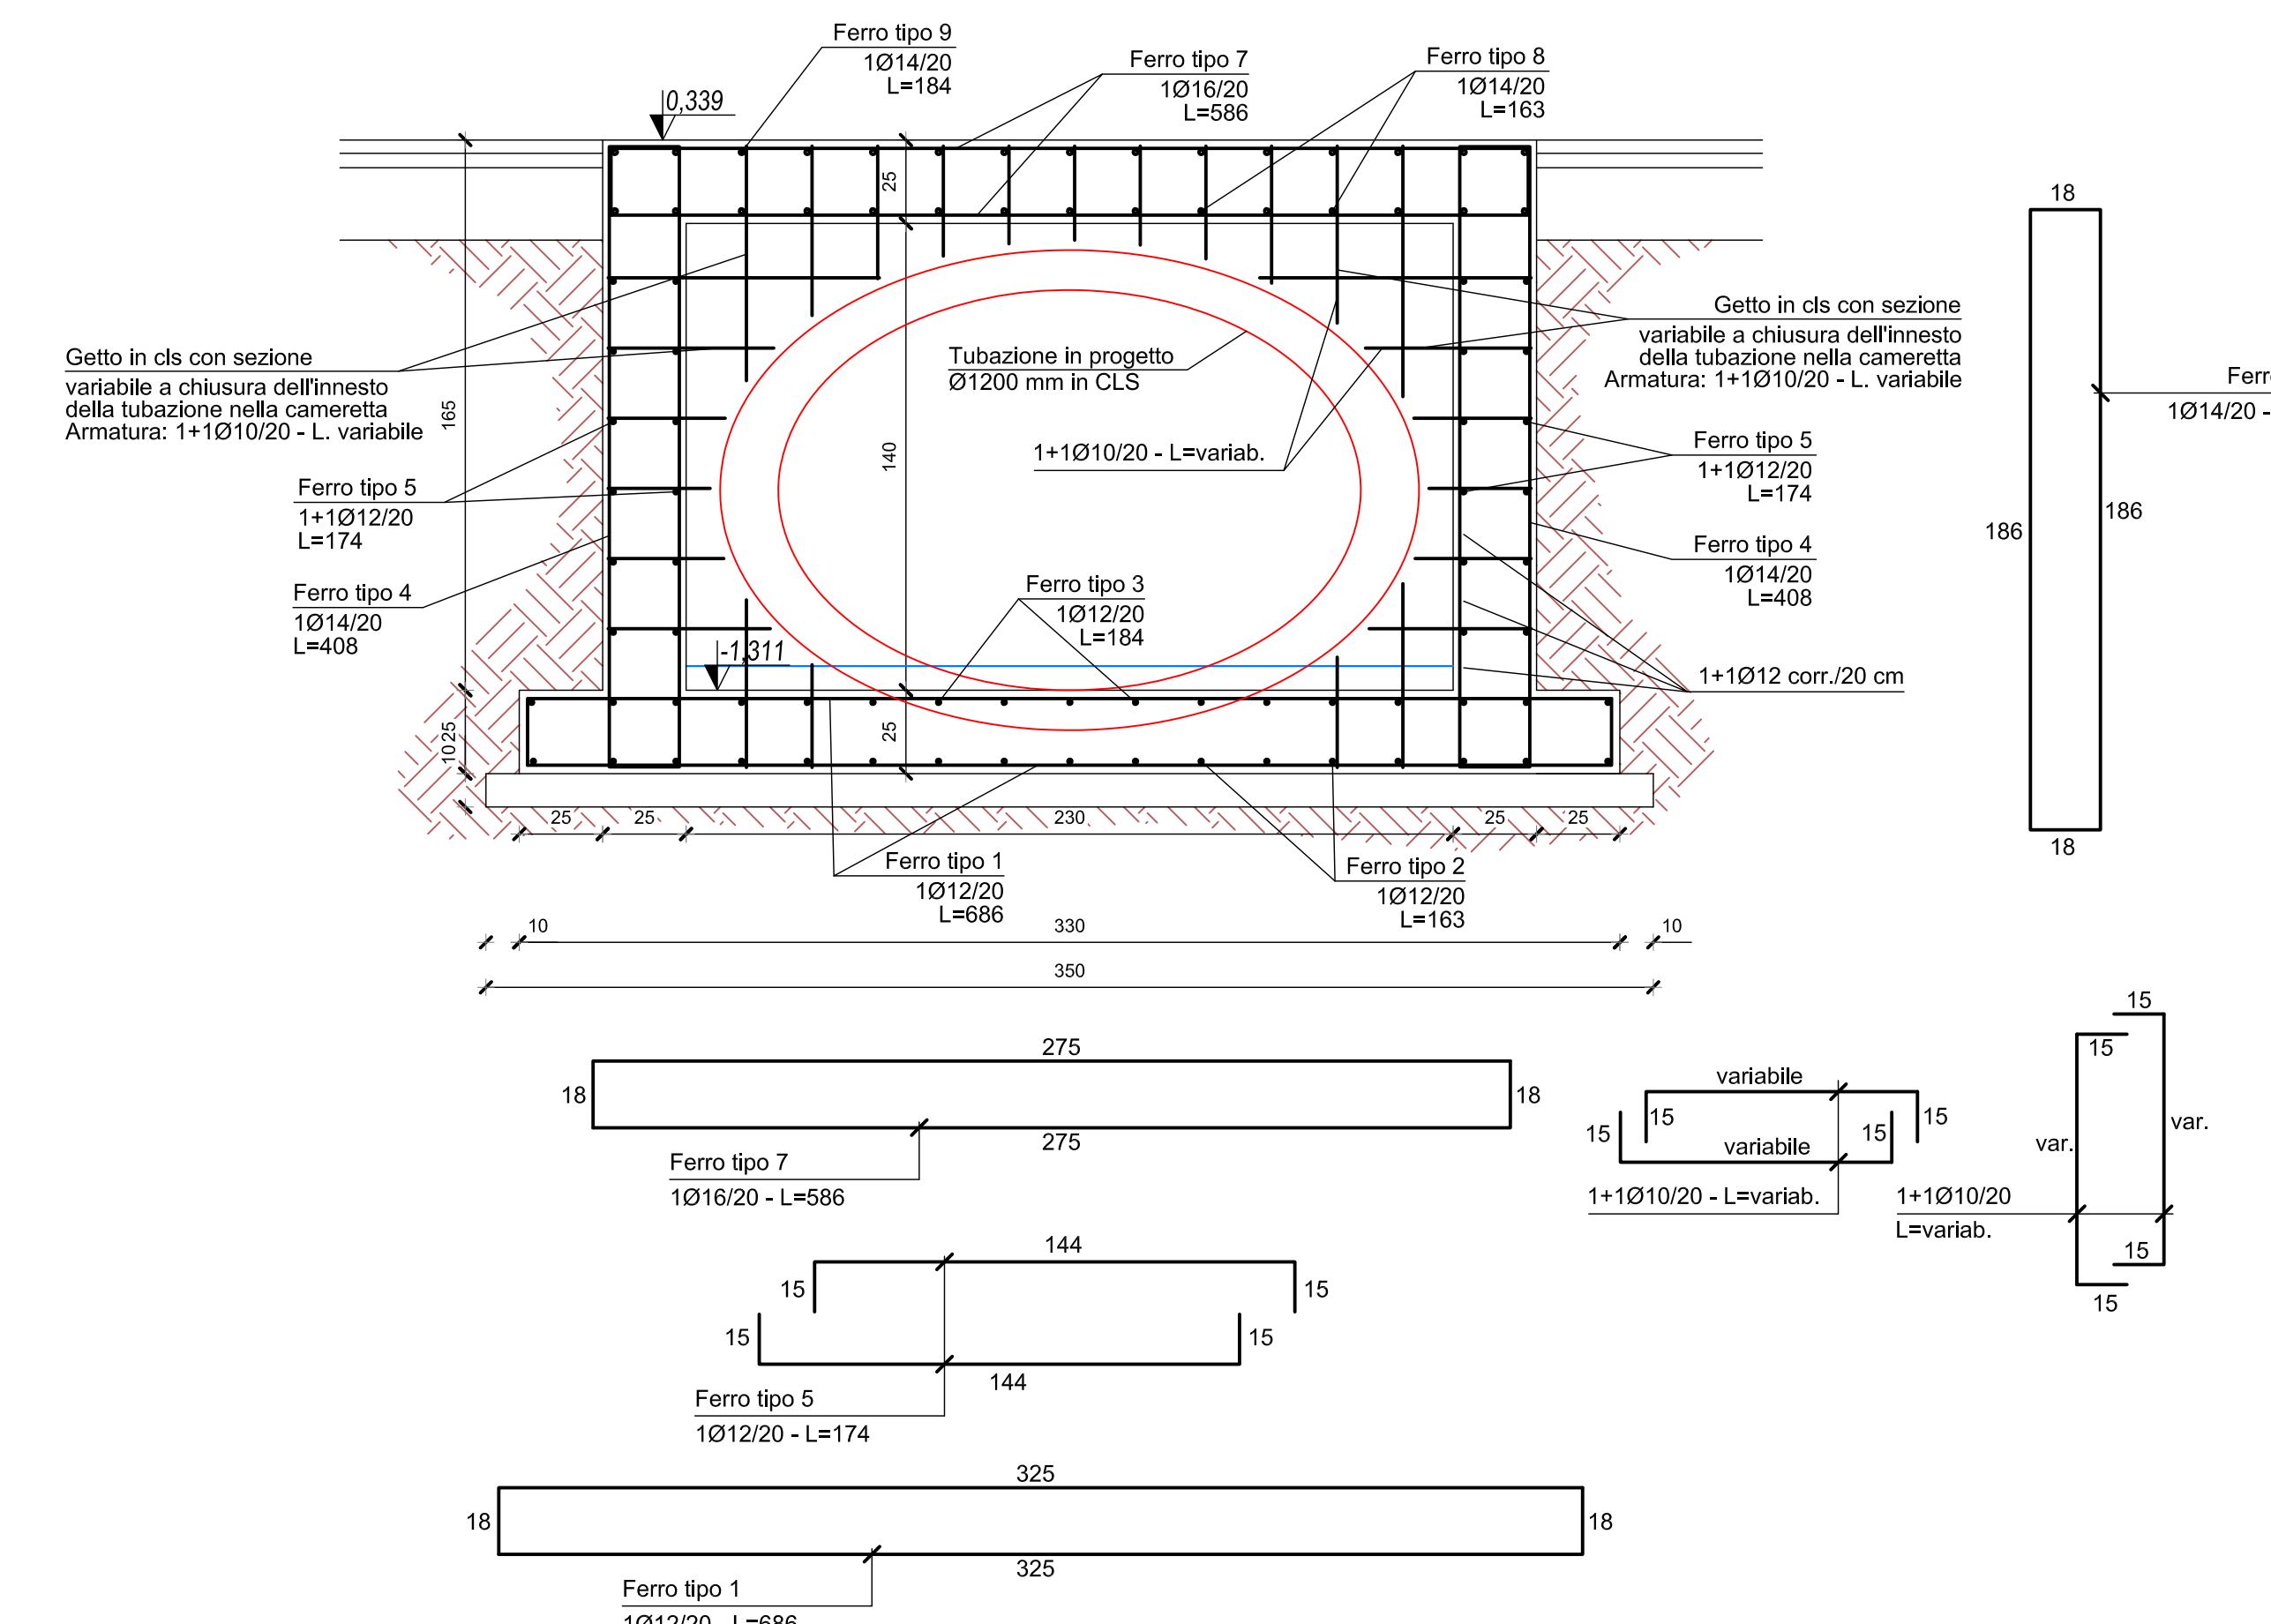 Ferro tipo 9
1Ø14/20
L=184
Ferro tipo 7
1Ø16/20
L=586
Ferro tipo 8
1Ø14/20
L=163
0,339
25
18
Getto in cls con sezione
variabile a chiusura dell'innesto
della tubazione nella cameretta
Armatura: 1+1Ø10/20 - L. variabile
165
Tubazione in progetto
Ø1200 mm in CLS
Getto in cls con sezione
variabile a chiusura dell'innesto
della tubazione nella cameretta
Armatura: 1+1Ø10/20 - L. variabile
1Ø14/20 -
140
1+1Ø10/20 - L=variab.
Ferro tipo 5
1+1Ø12/20
L=174
Ferro tipo 5
1+1Ø12/20
L=174
186
186
Ferro tipo 4
1Ø14/20
L=408
Ferro tipo 3
1Ø12/20
L=184
Ferro tipo 4
1Ø14/20
L=408
-1,311
1+1Ø12 corr./20 cm
25
10
25
18
25
25
230
25
25
Ferro tipo 1
1Ø12/20
L=686
Ferro tipo 2
1Ø12/20
L=163
10
330
10
350
275
18
18
275
Ferro tipo 7
1Ø16/20 - L=586
variabile
15
15
15
15
variabile
1+1Ø10/20 - L=variab.
15
15
var.
var.
1+1Ø10/20
L=variab.
15
15
144
15
15
15
15
144
Ferro tipo 5
1Ø12/20 - L=174
325
18
18
325
Ferro tipo 1
1Ø12/20 - L=686